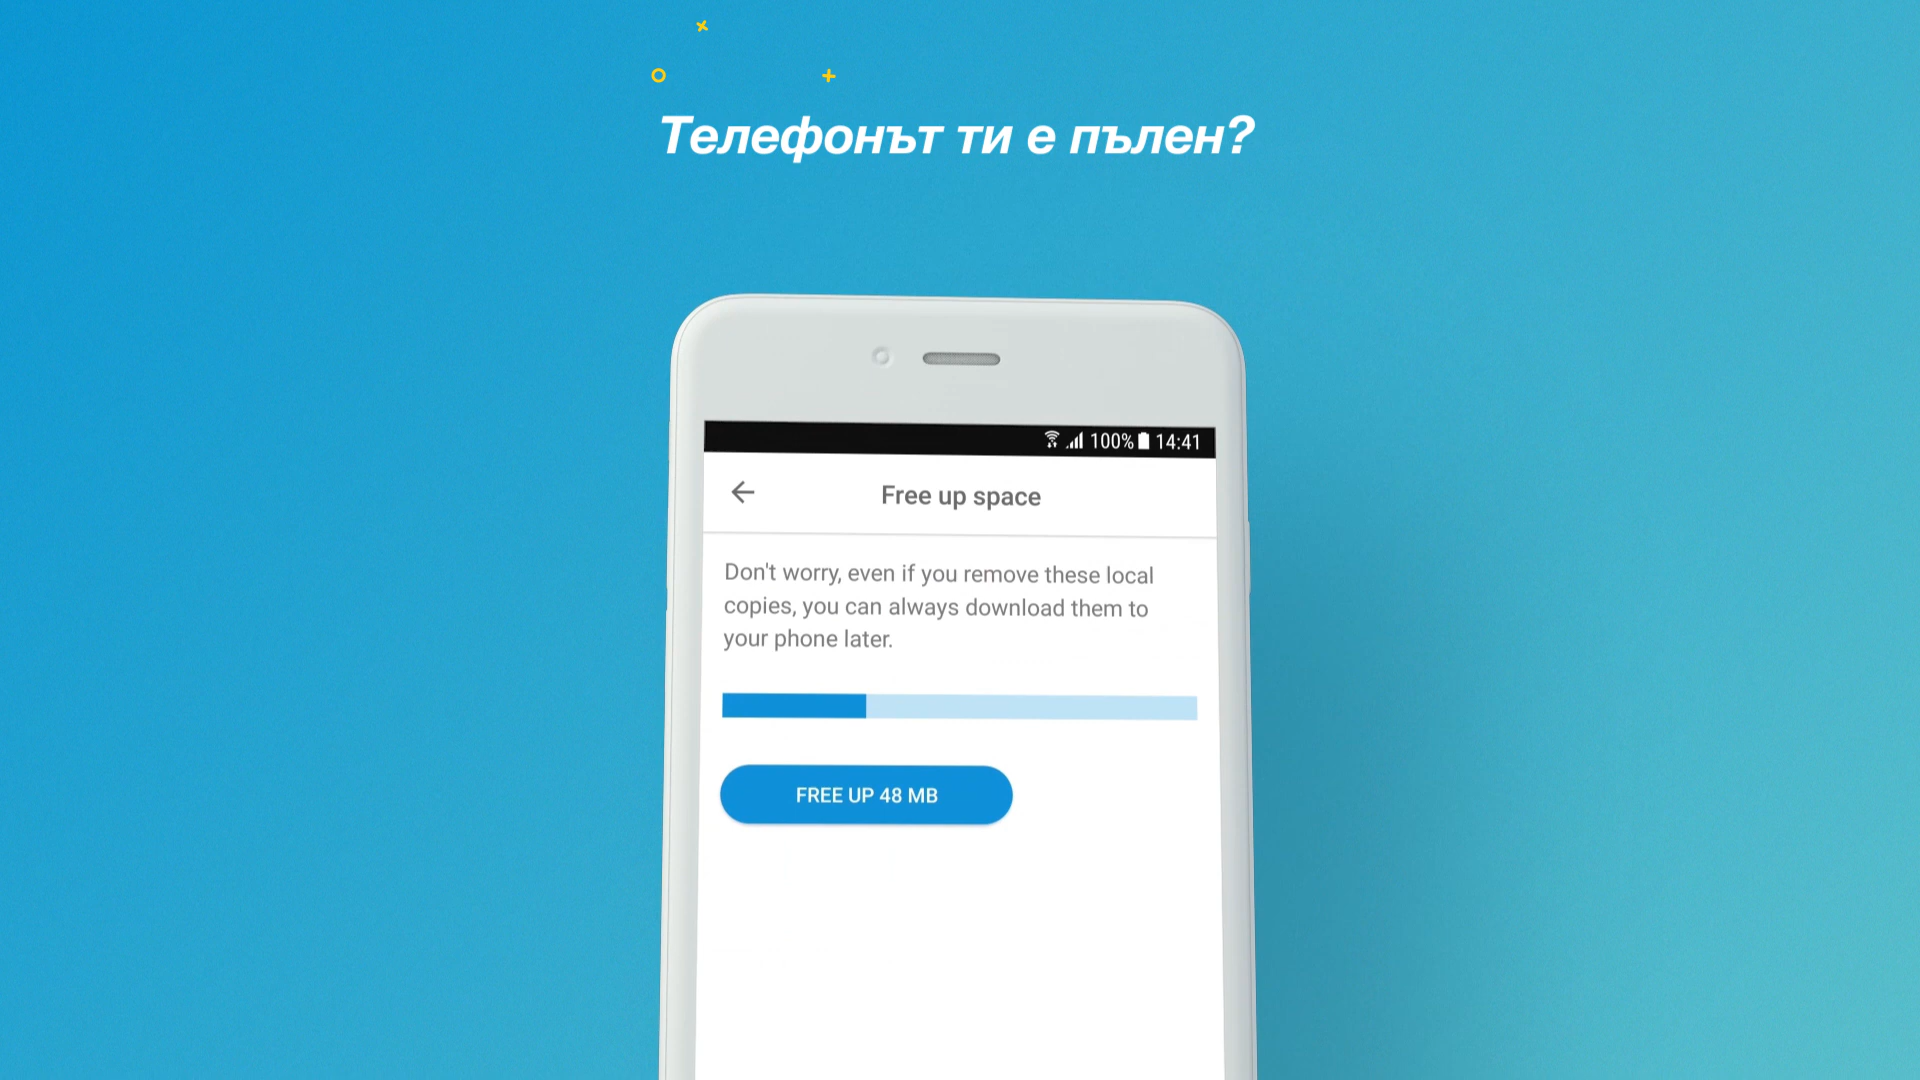 Телефонът ти е пълен?
100% 14:41
Free up space
Don't worry, even if you remove these local
copies, you can always download them to
your phone later.
FREE UP 48 MB